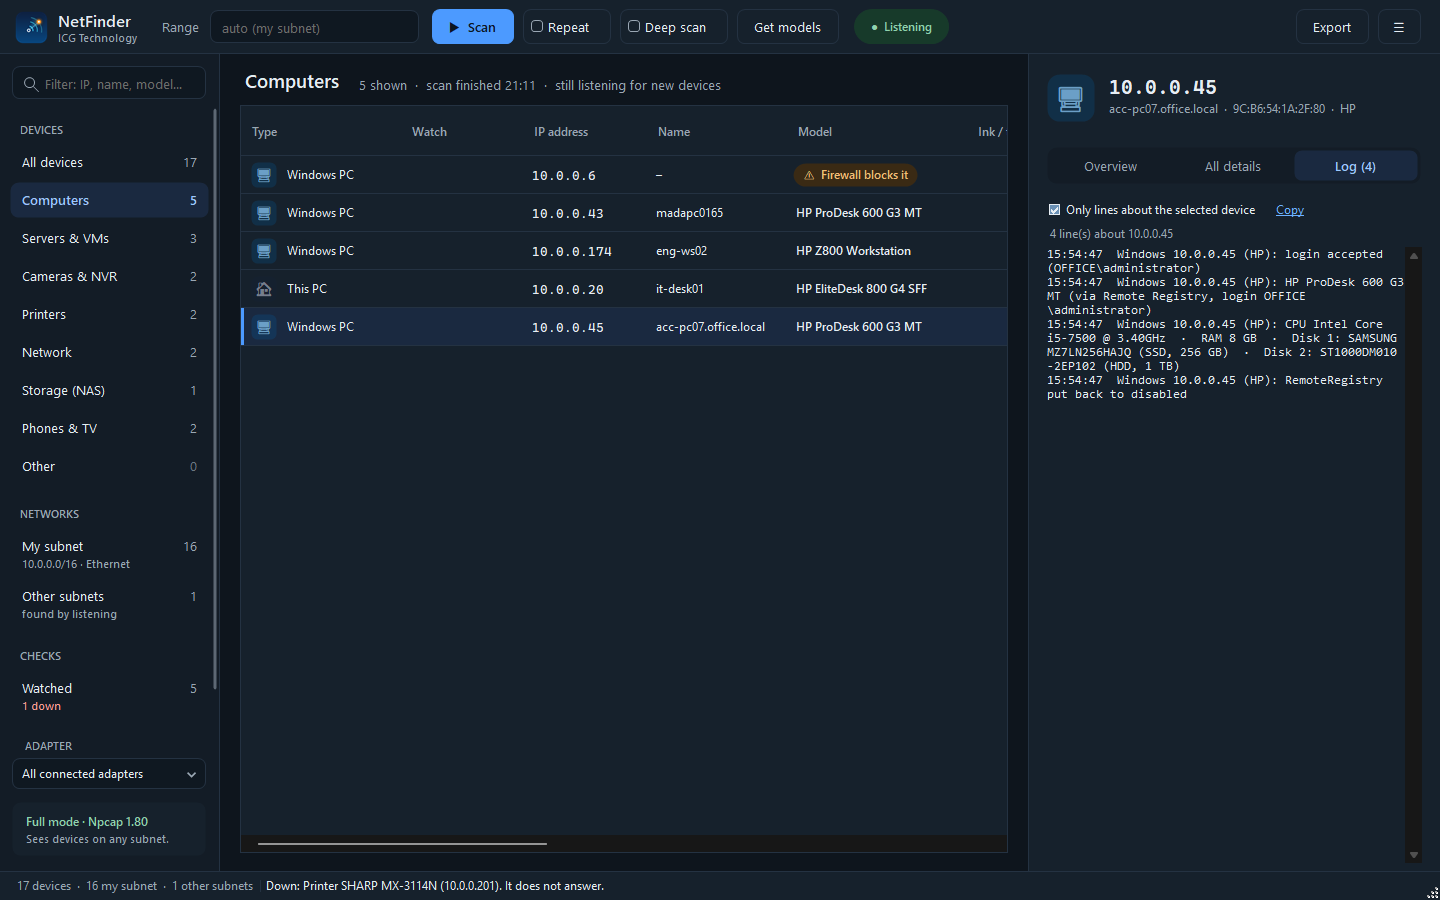 NetFinder
ICG Technology
Range
auto (my subnet)
Scan
Repeat
Deep scan
Get models
Listening
Export
Filter: IP, name, model...
DEVICES
All devices 17
Computers 5
Servers & VMs 3
Cameras & NVR 2
Printers 2
Network 2
Storage (NAS) 1
Phones & TV 2
Other 0
NETWORKS
My subnet 16
10.0.0.0/16 · Ethernet
Other subnets 1
found by listening
CHECKS
Watched 5
1 down
ADAPTER
All connected adapters
Full mode · Npcap 1.80
Sees devices on any subnet.
Computers 5 shown · scan finished 21:11 · still listening for new devices
Type Watch IP address Name Model Ink /
Windows PC 10.0.0.6 – Firewall blocks it
Windows PC 10.0.0.43 madapc0165 HP ProDesk 600 G3 MT
Windows PC 10.0.0.174 eng-ws02 HP Z800 Workstation
This PC 10.0.0.20 it-desk01 HP EliteDesk 800 G4 SFF
Windows PC 10.0.0.45 acc-pc07.office.local HP ProDesk 600 G3 MT
10.0.0.45
acc-pc07.office.local · 9C:B6:54:1A:2F:80 · HP
Overview All details Log (4)
Only lines about the selected device Copy
4 line(s) about 10.0.0.45
15:54:47 Windows 10.0.0.45 (HP): login accepted
(OFFICE\administrator)
15:54:47 Windows 10.0.0.45 (HP): HP ProDesk 600 G3
MT (via Remote Registry, login OFFICE
\administrator)
15:54:47 Windows 10.0.0.45 (HP): CPU Intel Core
i5-7500 @ 3.40GHz · RAM 8 GB · Disk 1: SAMSUNG
MZ7LN256HAJQ (SSD, 256 GB) · Disk 2: ST1000DM010
-2EP102 (HDD, 1 TB)
15:54:47 Windows 10.0.0.45 (HP): RemoteRegistry
put back to disabled
17 devices · 16 my subnet · 1 other subnets Down: Printer SHARP MX-3114N (10.0.0.201). It does not answer.